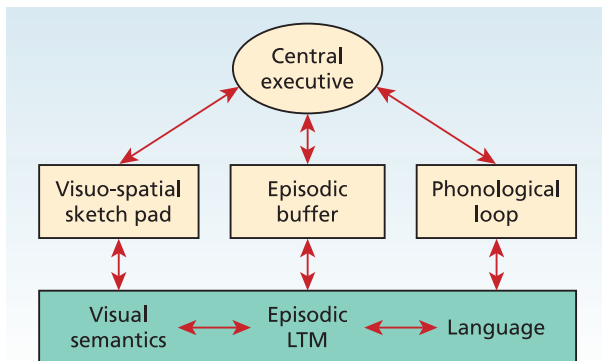 Central
executive
Visuo-spatial
sketch pad
Episodic
buffer
Phonological
loop
Visual
semantics
Episodic
LTM
Language